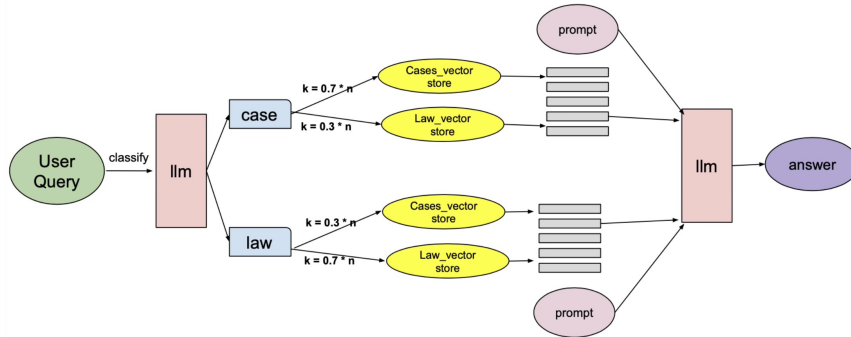 prompt
Cases_vector
store
k = 0.7 * n
case
k = 0.3 * n
Law_vector
store
User
Query
classify
llm
llm
answer
Cases_vector
store
k = 0.3 * n
law
k = 0.7 * n
Law_vector
store
prompt